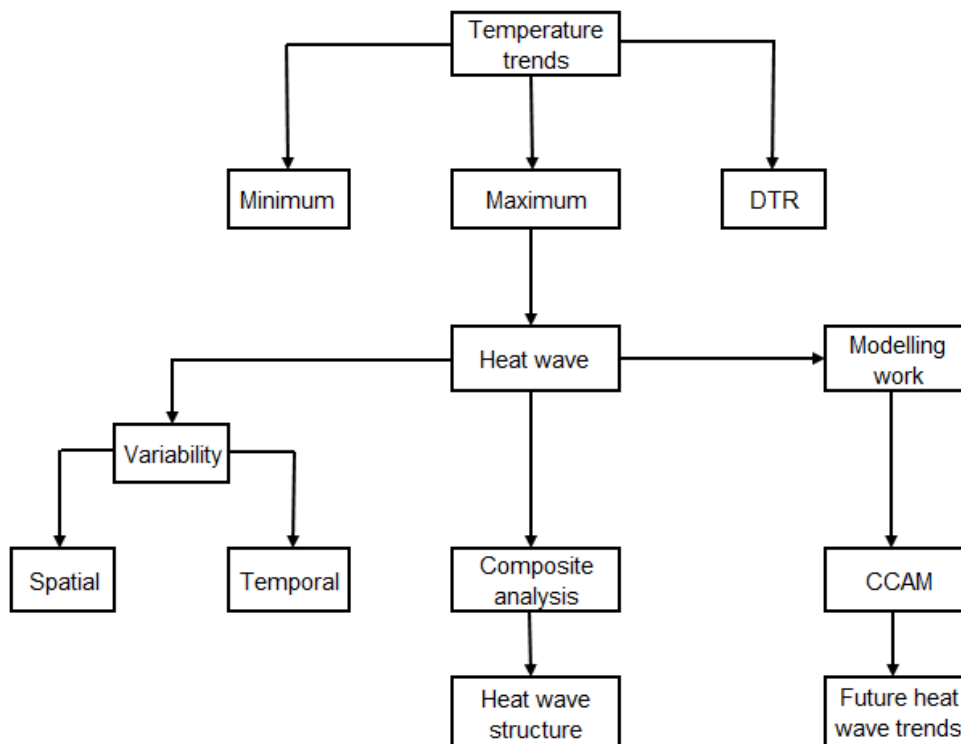 Temperature
trends
Minimum
Maximum
DTR
Heat wave
Modelling
work
Variability
Spatial
Temporal
Composite
analysis
CCAM
Heat wave
structure
Future heat
wave trends